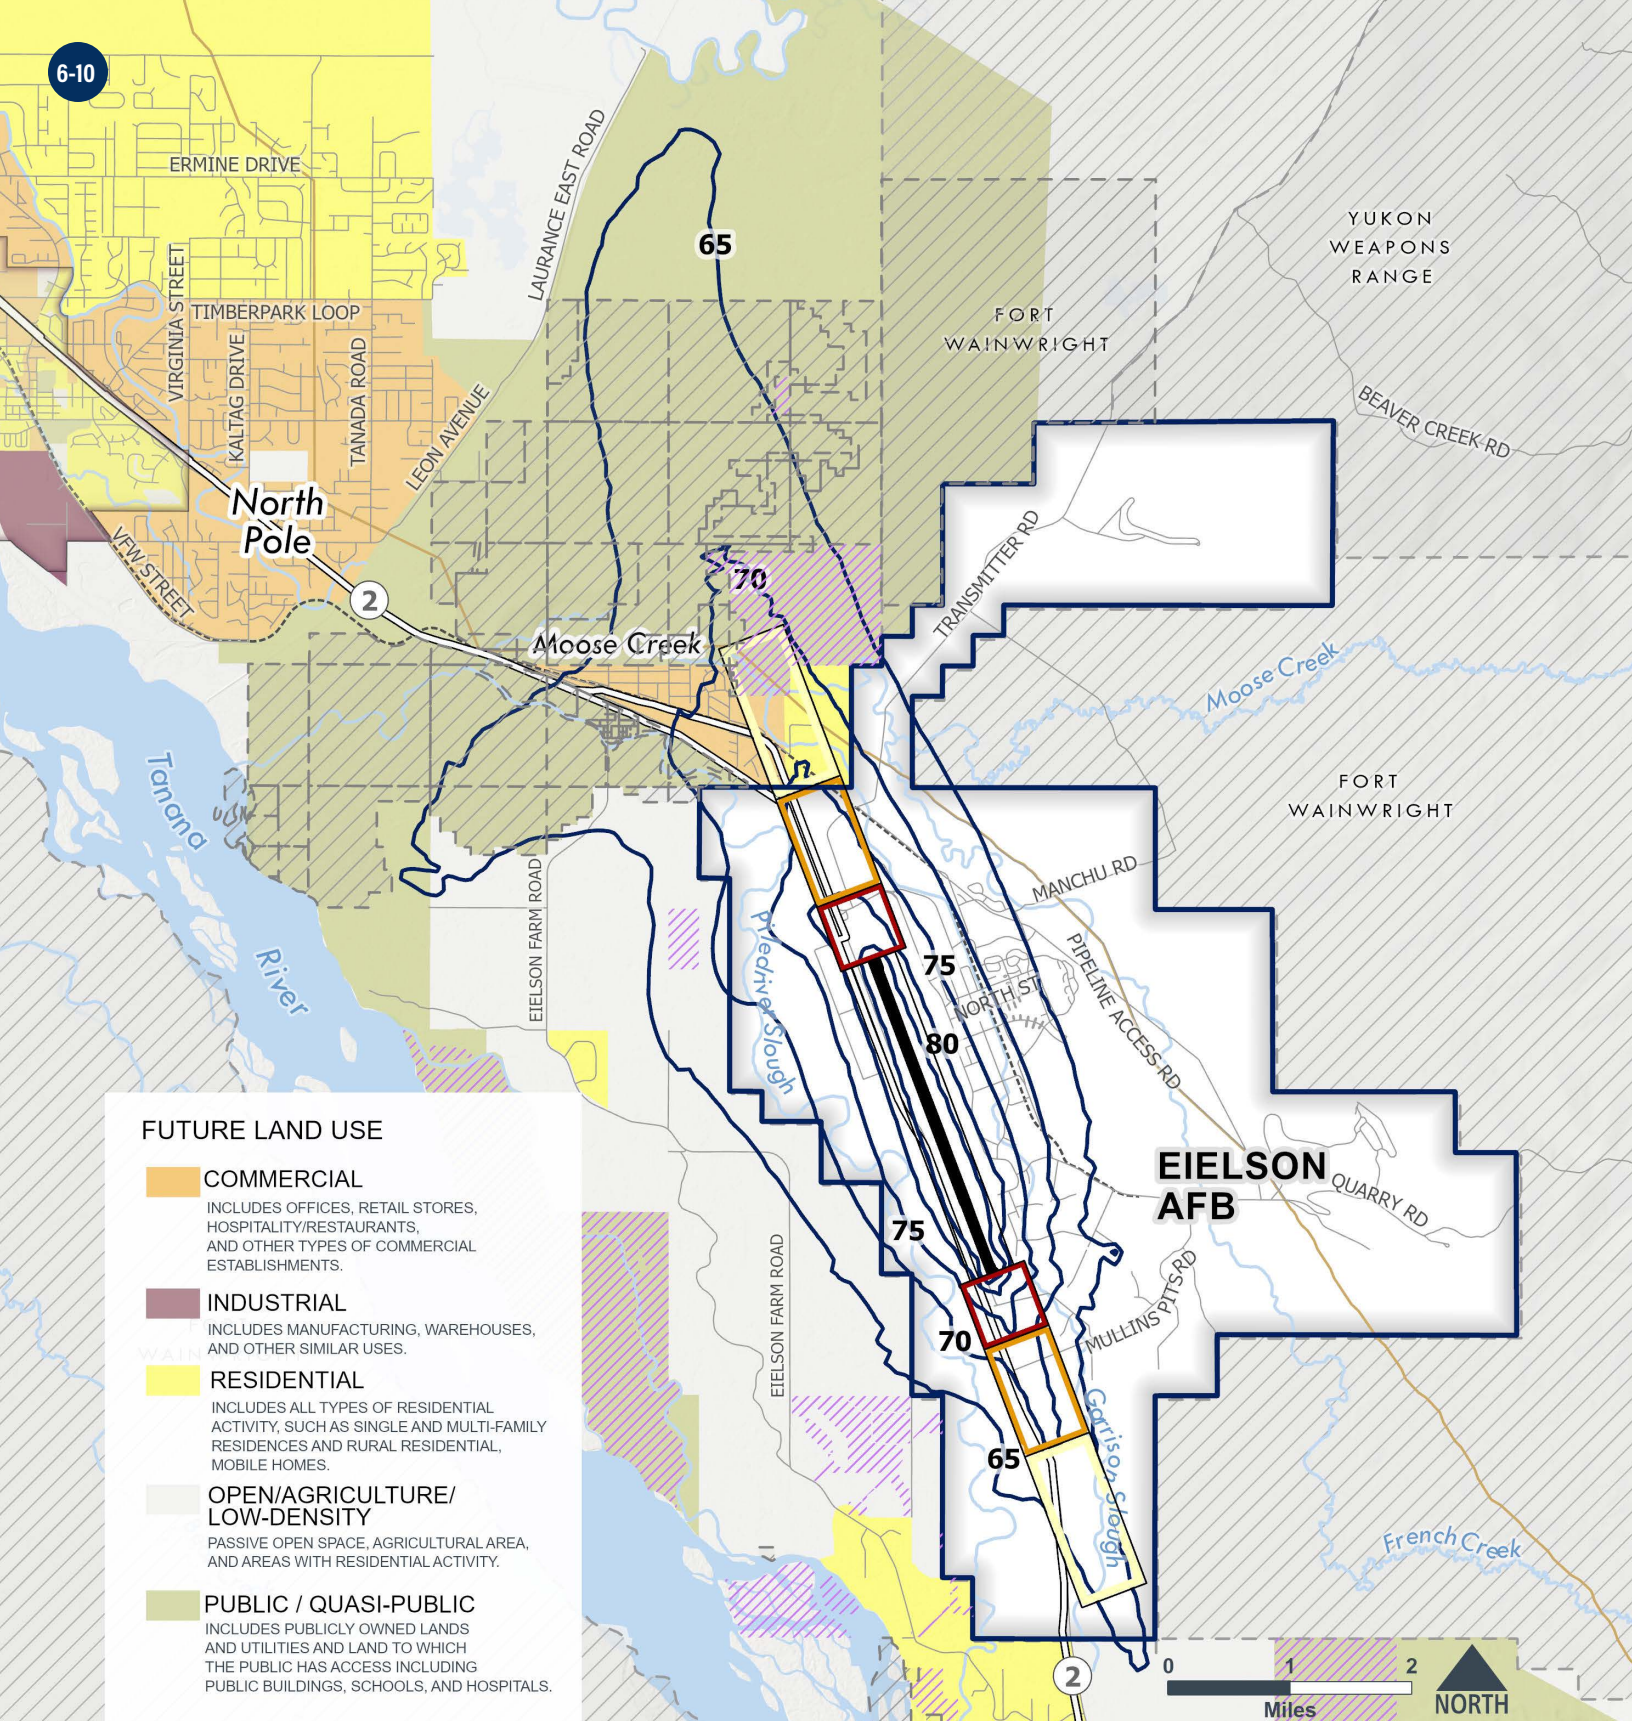 6-10
ERMINE DRIVE
LAURANCE EAST ROAD
65
YUKON
WEAPONS
RANGE
VIRGINIA STREET
TIMBERPARK LOOP
KALTAG DRIVE
TANADA ROAD
FORT
WAINWRIGHT
LEON AVENUE
BEAVER CREEK RD
North
Pole
VFW STREET
2
70
TRANSMITTER RD
Moose Creek
Moose Creek
Tanana
River
FORT
WAINWRIGHT
EIELSON FARM ROAD
Piledriver Slough
MANCHU RD
75
NORTH ST
PIPELINE ACCESS RD
80
EIELSON
AFB
QUARRY RD
75
EIELSON FARM ROAD
70
MULLINS PITS RD
65
Garrison Slough
French Creek
2
FUTURE LAND USE
COMMERCIAL
INCLUDES OFFICES, RETAIL STORES,
HOSPITALITY/RESTAURANTS,
AND OTHER TYPES OF COMMERCIAL
ESTABLISHMENTS.
INDUSTRIAL
INCLUDES MANUFACTURING, WAREHOUSES,
AND OTHER SIMILAR USES.
RESIDENTIAL
INCLUDES ALL TYPES OF RESIDENTIAL
ACTIVITY, SUCH AS SINGLE AND MULTI-FAMILY
RESIDENCES AND RURAL RESIDENTIAL,
MOBILE HOMES.
OPEN/AGRICULTURE/
LOW-DENSITY
PASSIVE OPEN SPACE, AGRICULTURAL AREA,
AND AREAS WITH RESIDENTIAL ACTIVITY.
PUBLIC / QUASI-PUBLIC
INCLUDES PUBLICLY OWNED LANDS
AND UTILITIES AND LAND TO WHICH
THE PUBLIC HAS ACCESS INCLUDING
PUBLIC BUILDINGS, SCHOOLS, AND HOSPITALS.
0 1 2
Miles
NORTH